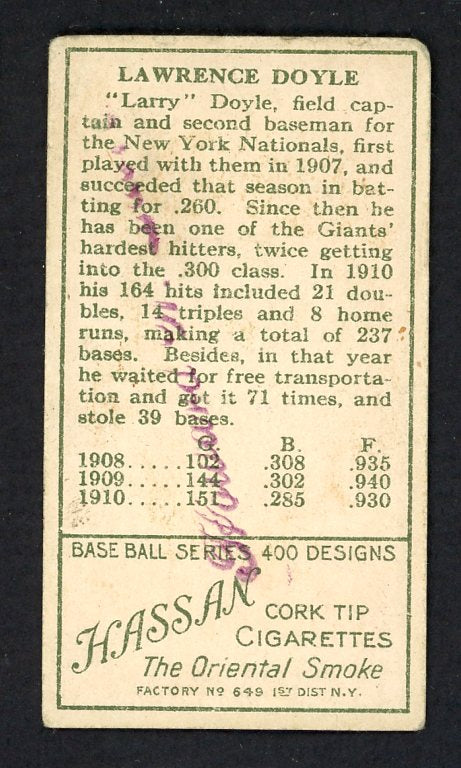 LAWRENCE DOYLE
"Larry" Doyle, field cap-
tain and second baseman for
the New York Nationals, first
played with them in 1907, and
succeeded that season in bat-
ting for .260. Since then he
has been one of the Giants'
hardest hitters, twice getting
into the .300 class. In 1910
his 164 hits included 21 dou-
bles, 14 triples and 8 home
runs, making a total of 237
bases. Besides, in that year
he waited for free transporta-
tion and got it 71 times, and
stole 39 bases.
G. B. F.
1908.....102 .308 .935
1909.....144 .302 .940
1910.....151 .285 .930
BASE BALL SERIES 400 DESIGNS
HASSAN
CORK TIP
CIGARETTES
The Oriental Smoke
FACTORY No 649 1ST DIST N.Y.